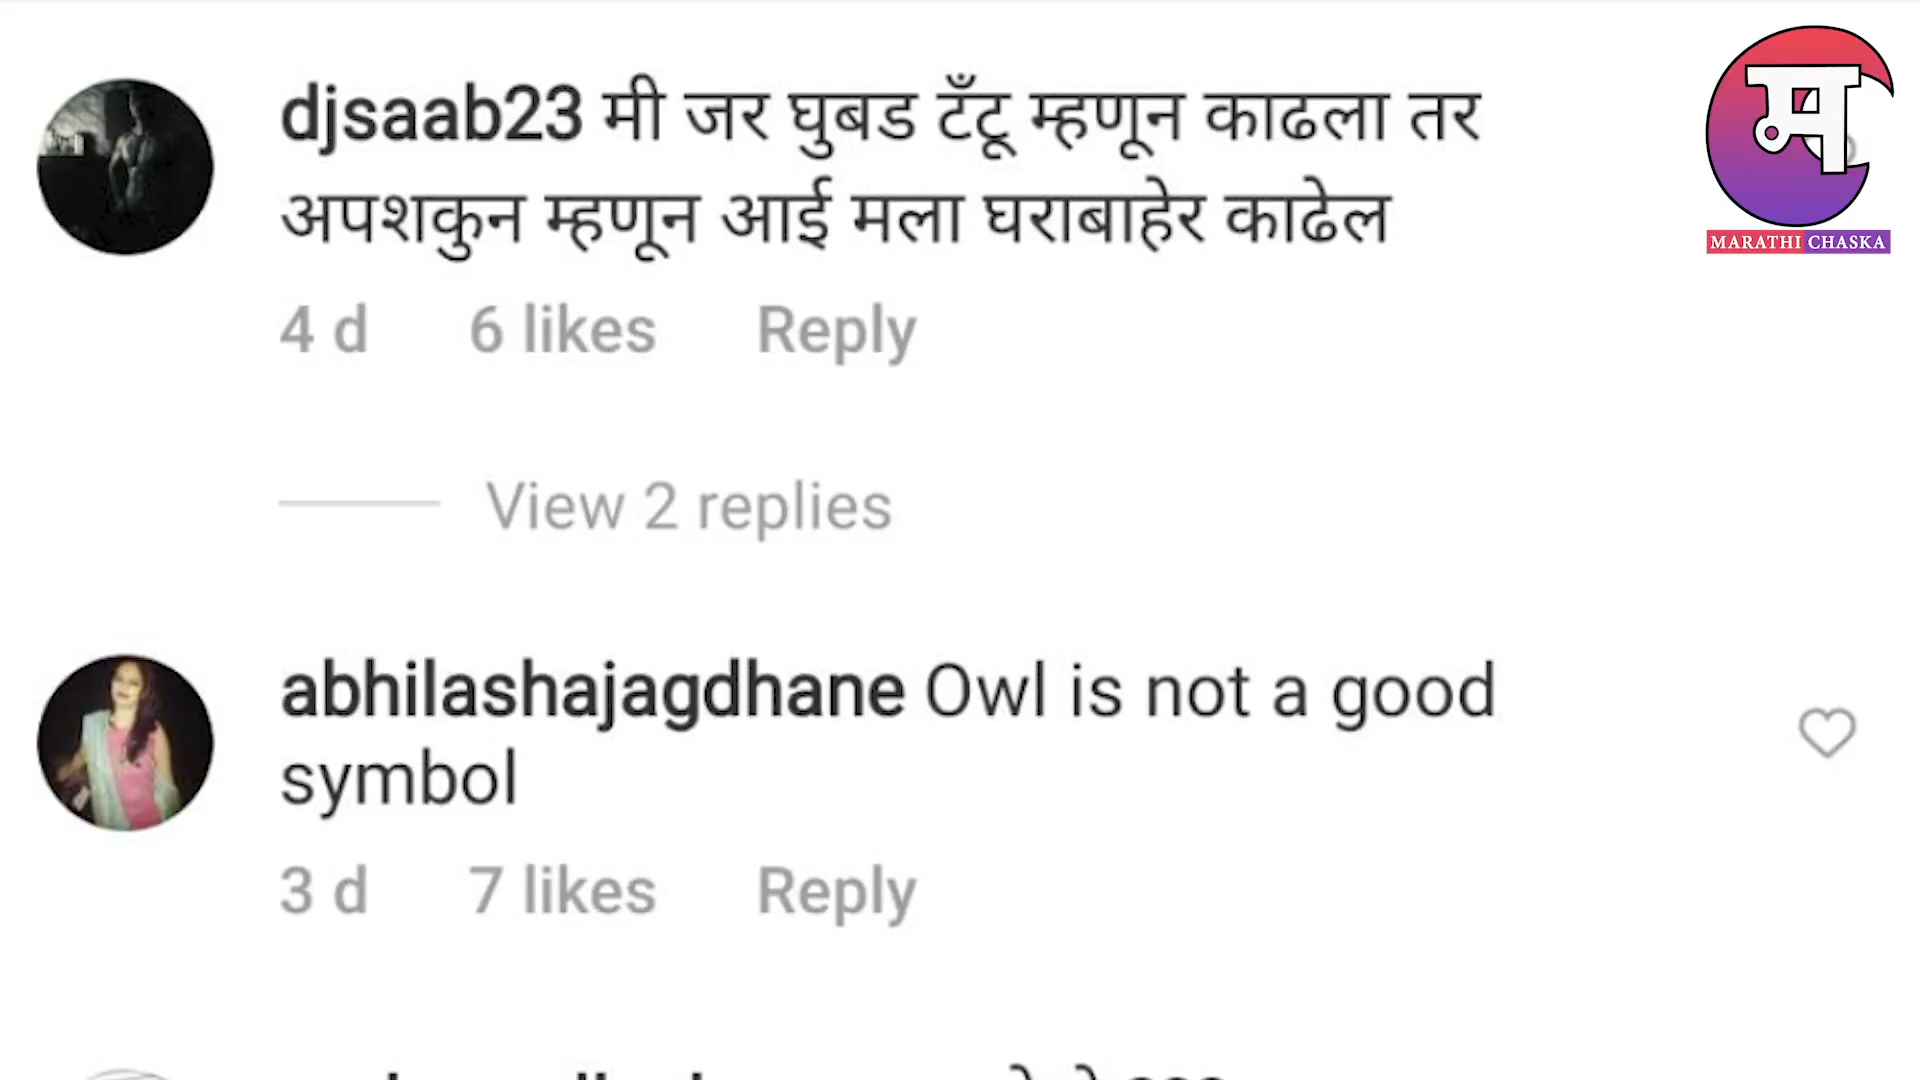 djsaab23 मी जर घुबड टॅंटू म्हणून काढला तर
अपशकुन म्हणून आई मला घराबाहेर काढेल
4 d 6 likes Reply
View 2 replies
abhilashajagdhane Owl is not a good
symbol
3 d 7 likes Reply
म
MARATHI CHASKA